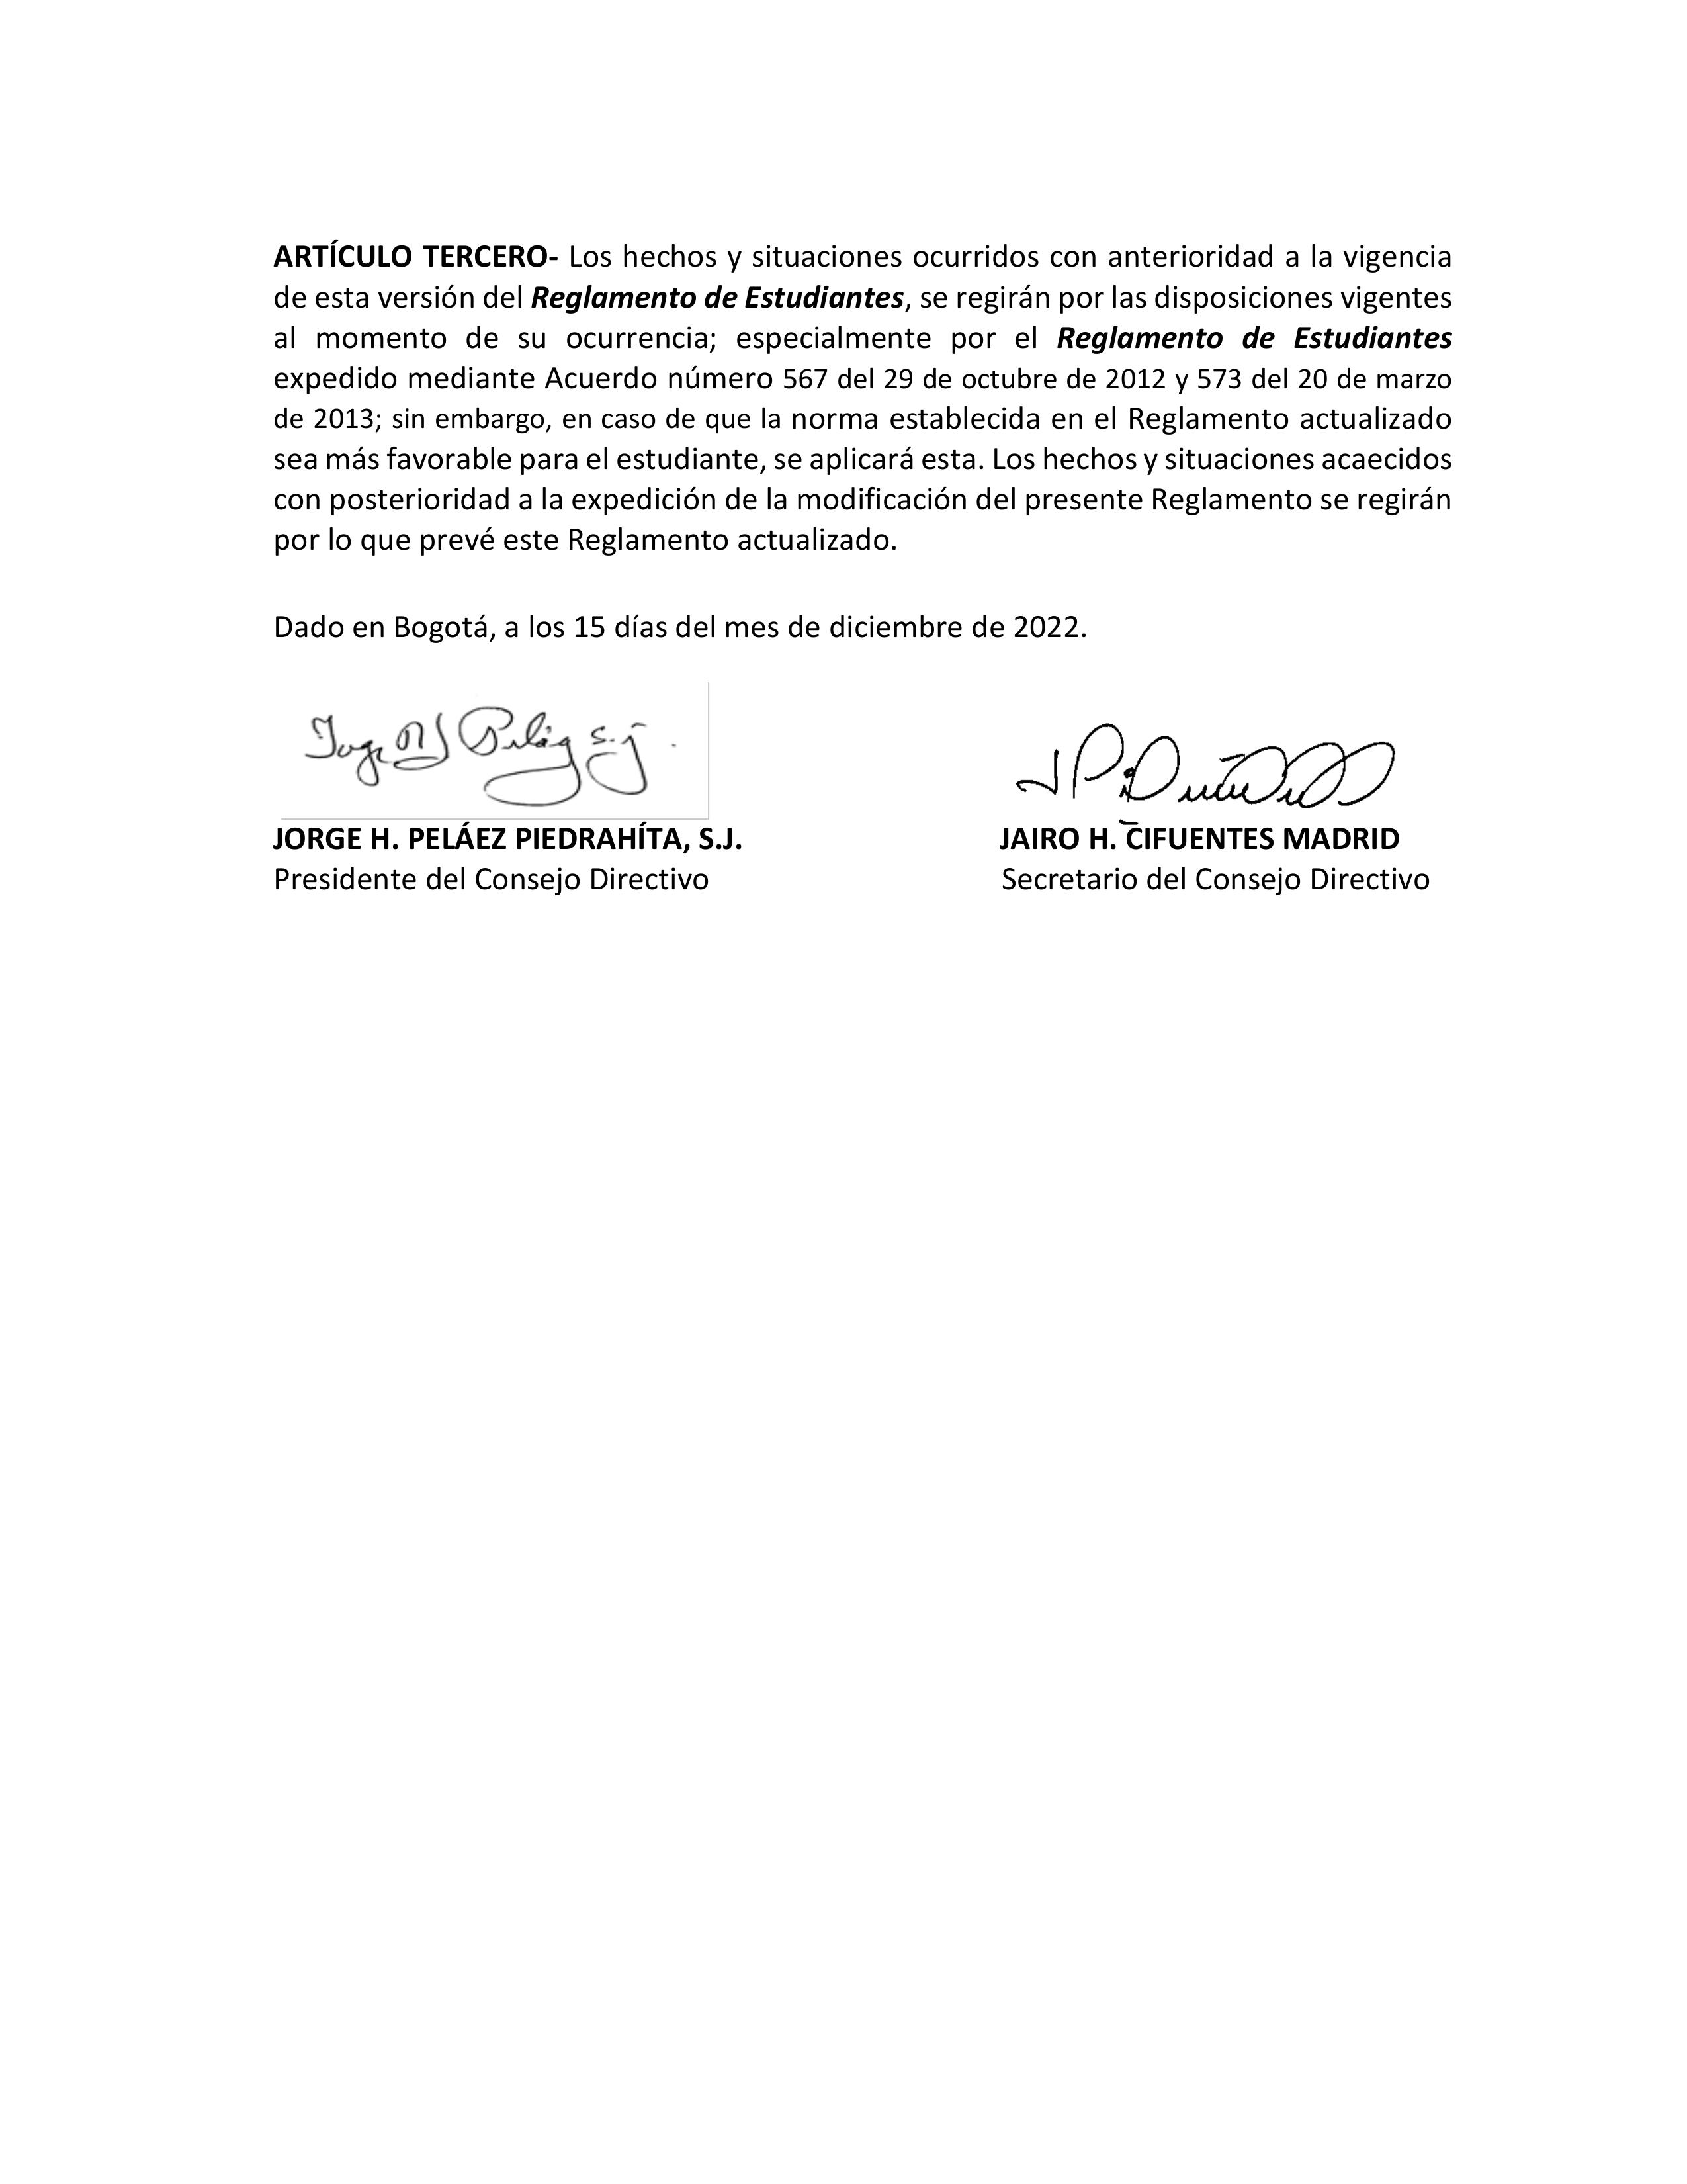 ARTÍCULO TERCERO- Los hechos y situaciones ocurridos con anterioridad a la vigencia
de esta versión del Reglamento de Estudiantes, se regirán por las disposiciones vigentes
al momento de su ocurrencia; especialmente por el Reglamento de Estudiantes
expedido mediante Acuerdo número 567 del 29 de octubre de 2012 y 573 del 20 de marzo
de 2013; sin embargo, en caso de que la norma establecida en el Reglamento actualizado
sea más favorable para el estudiante, se aplicará esta. Los hechos y situaciones acaecidos
con posterioridad a la expedición de la modificación del presente Reglamento se regirán
por lo que prevé este Reglamento actualizado.
Dado en Bogotá, a los 15 días del mes de diciembre de 2022.
JORGE H. PELÁEZ PIEDRAHÍTA, S.J. JAIRO H. CIFUENTES MADRID
Presidente del Consejo Directivo Secretario del Consejo Directivo